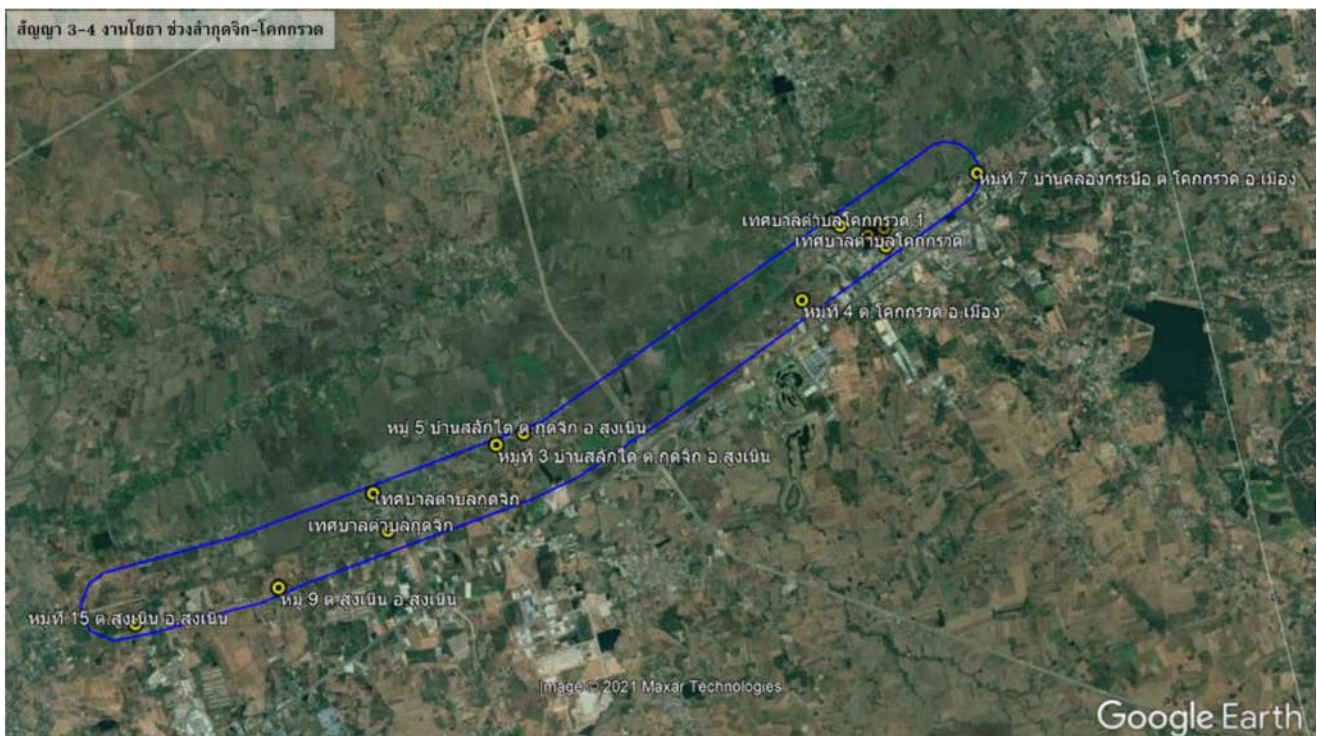 สัญญา 3-4 งานโยธา ช่วงลำกุดจิก-โคกกรวด
หมู่ที่ 7 บ้านคลองกระบือ ต.โคกกรวด อ.เมือง
เทศบาลตำบลโคกกรวด.1
เทศบาลตำบลโคกกรวด
หมู่ที่ 4 ต.โคกกรวด อ.เมือง
หมู่ 5 บ้านสลักได ต.กุดจิก อ.สูงเนิน
หมู่ที่ 3 บ้านสลักได ต.กุดจิก อ.สูงเนิน
เทศบาลตำบลกุดจิก
เทศบาลตำบลกุดจิก
หมู่ 9 ต.สูงเนิน อ.สูงเนิน
หมู่ที่ 15 ต.สูงเนิน อ.สูงเนิน
Image © 2021 Maxar Technologies
Google Earth